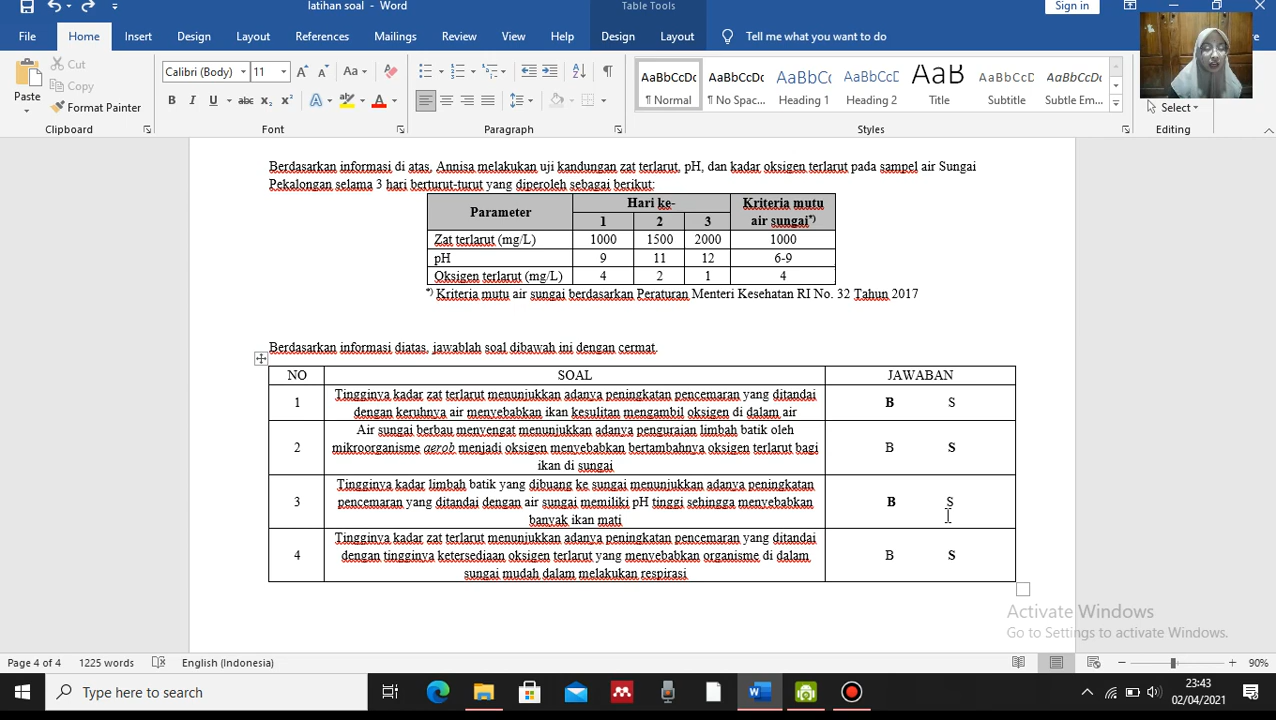 latihan soal - Word
Table Tools
Sign in
File Home Insert Design Layout References Mailings Review View Help Design Layout Tell me what you want to do
Paste
Cut
Copy
Format Painter
Calibri (Body) 11
Aa
B I U abc x₂ x²
AaBbCcDc AaBbCcDc AaBbCc AaBbCcD AaB AaBbCcD AaBbCcDc
¶ Normal ¶ No Spac... Heading 1 Heading 2 Title Subtitle Subtle Em...
Select
Clipboard Font Paragraph Styles Editing
Berdasarkan informasi di atas, Annisa melakukan uji kandungan zat terlarut, pH, dan kadar oksigen terlarut pada sampel air Sungai
Pekalongan selama 3 hari berturut-turut yang diperoleh sebagai berikut:
Parameter Hari ke- Kriteria mutu air sungai*)
1 2 3
Zat terlarut (mg/L) 1000 1500 2000 1000
pH 9 11 12 6-9
Oksigen terlarut (mg/L) 4 2 1 4
*) Kriteria mutu air sungai berdasarkan Peraturan Menteri Kesehatan RI No. 32 Tahun 2017
Berdasarkan informasi diatas, jawablah soal dibawah ini dengan cermat.
NO SOAL JAWABAN
1 Tingginya kadar zat terlarut menunjukkan adanya peningkatan pencemaran yang ditandai
dengan keruhnya air menyebabkan ikan kesulitan mengambil oksigen di dalam air B S
2 Air sungai berbau menyengat menunjukkan adanya penguraian limbah batik oleh
mikroorganisme aerob menjadi oksigen menyebabkan bertambahnya oksigen terlarut bagi
ikan di sungai B S
3 Tingginya kadar limbah batik yang dibuang ke sungai menunjukkan adanya peningkatan
pencemaran yang ditandai dengan air sungai memiliki pH tinggi sehingga menyebabkan
banyak ikan mati B S
4 Tingginya kadar zat terlarut menunjukkan adanya peningkatan pencemaran yang ditandai
dengan tingginya ketersediaan oksigen terlarut yang menyebabkan organisme di dalam
sungai mudah dalam melakukan respirasi B S
Activate Windows
Go to Settings to activate Windows.
Page 4 of 4 1225 words English (Indonesia) 90%
Type here to search
23:43
02/04/2021